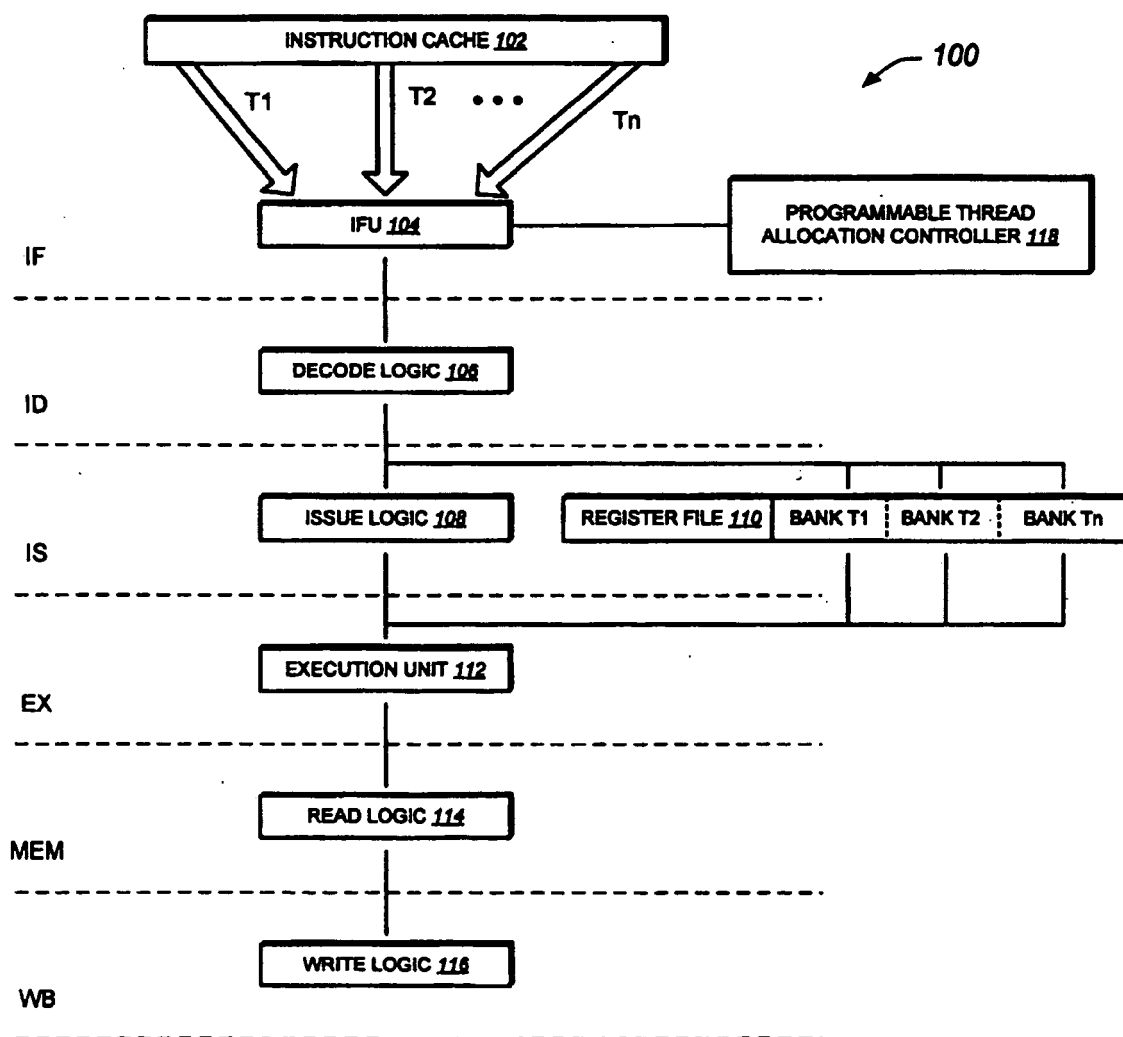 INSTRUCTION CACHE 102
100
T1
T2
Tn
IFU 104
PROGRAMMABLE THREAD
ALLOCATION CONTROLLER 118
IF
DECODE LOGIC 106
ID
ISSUE LOGIC 108
REGISTER FILE 110
BANK T1
BANK T2
BANK Tn
IS
EXECUTION UNIT 112
EX
READ LOGIC 114
MEM
WRITE LOGIC 116
WB